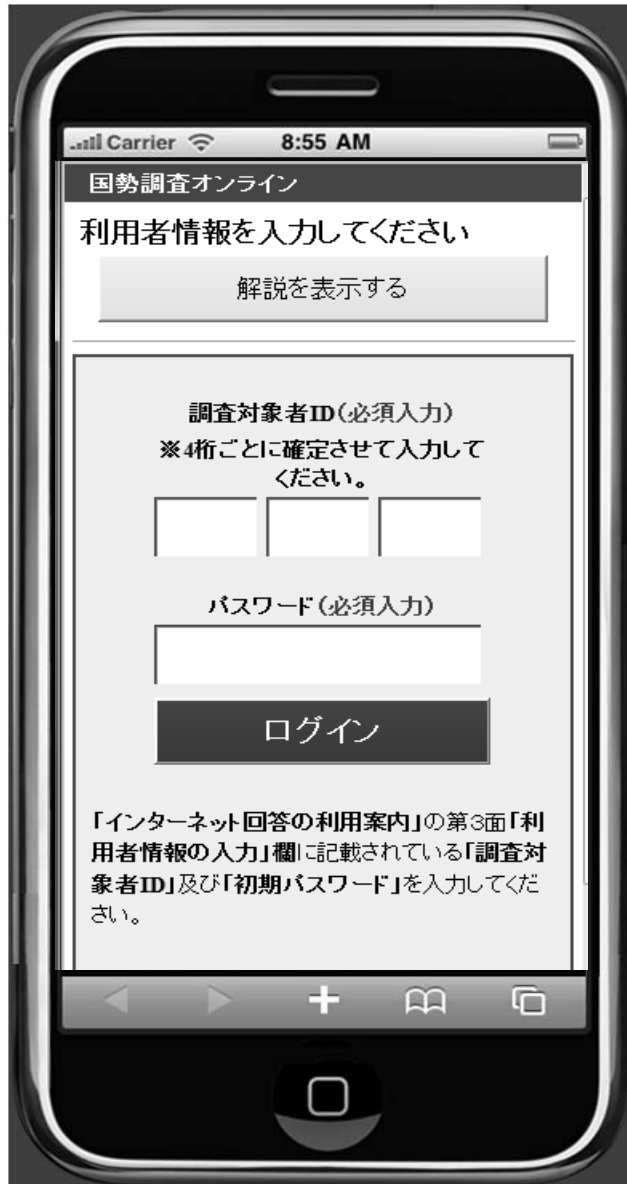 Carrier 8:55 AM
国勢調査オンライン
利用者情報を入力してください
解説を表示する
調査対象者ID(必須入力)
※4桁ごとに確定させて入力して
ください。
パスワード(必須入力)
ログイン
「インターネット回答の利用案内」の第3面「利
用者情報の入力」欄に記載されている「調査対
象者ID」及び「初期パスワード」を入力してくだ
さい。